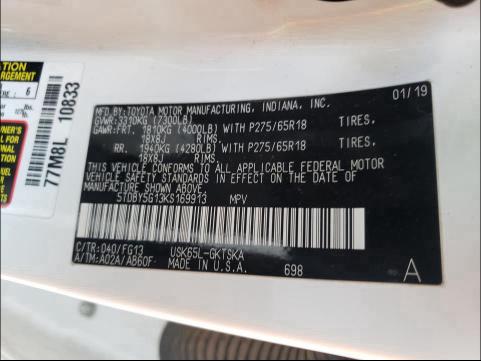 MFD. BY: TOYOTA MOTOR MANUFACTURING, INDIANA, INC. 01/19
GVWR: 3310KG (7300LB)
GAWR: FRT. 1810KG (4000LB) WITH P275/65R18 TIRES,
18X8J RIMS,
RR. 1940KG (4280LB) WITH P275/65R18 TIRES,
18X8J RIMS,
THIS VEHICLE CONFORMS TO ALL APPLICABLE FEDERAL MOTOR
VEHICLE SAFETY STANDARDS IN EFFECT ON THE DATE OF
MANUFACTURE SHOWN ABOVE.
5TDBY5G13KS169913 MPV
C/TR: 040/FG13 USK65L-GKTSKA
A/TM: A02A/AB60F MADE IN U.S.A. 698 A
77M8L 10833